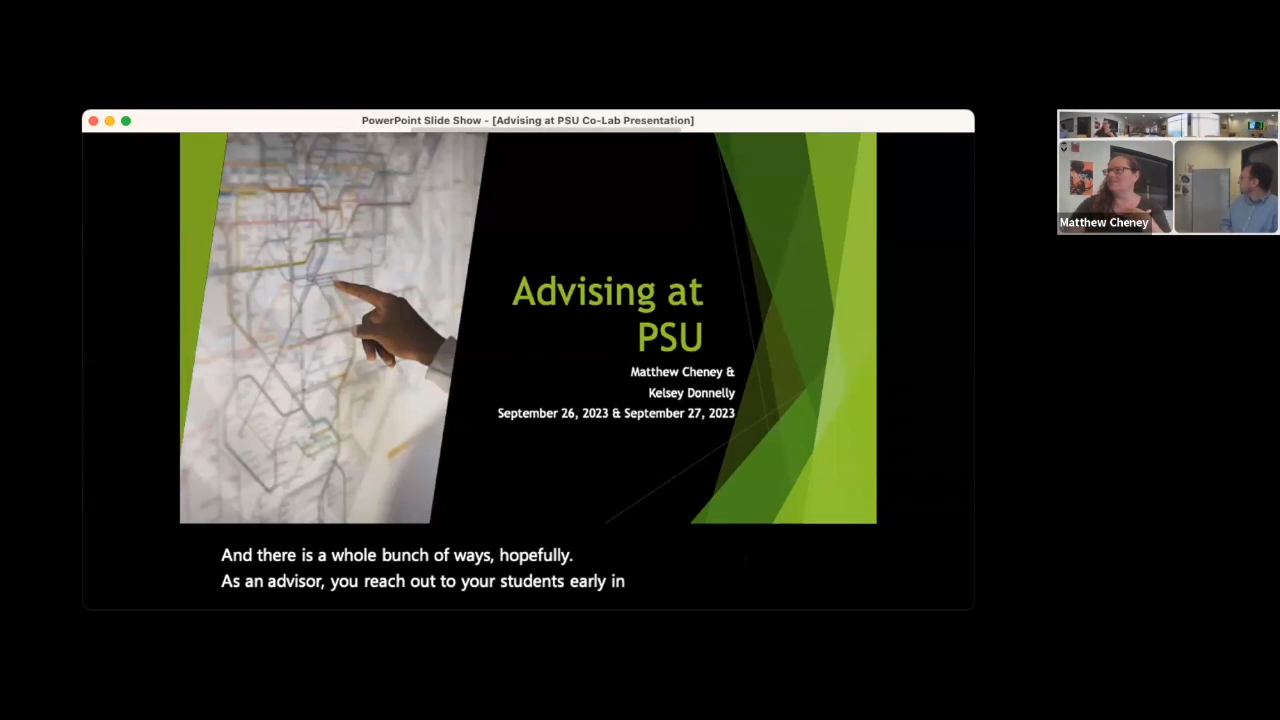 PowerPoint Slide Show - [Advising at PSU Co-Lab Presentation]
Advising at
PSU
Matthew Cheney &
Kelsey Donnelly
September 26, 2023 & September 27, 2023
And there is a whole bunch of ways, hopefully.
As an advisor, you reach out to your students early in
Matthew Cheney